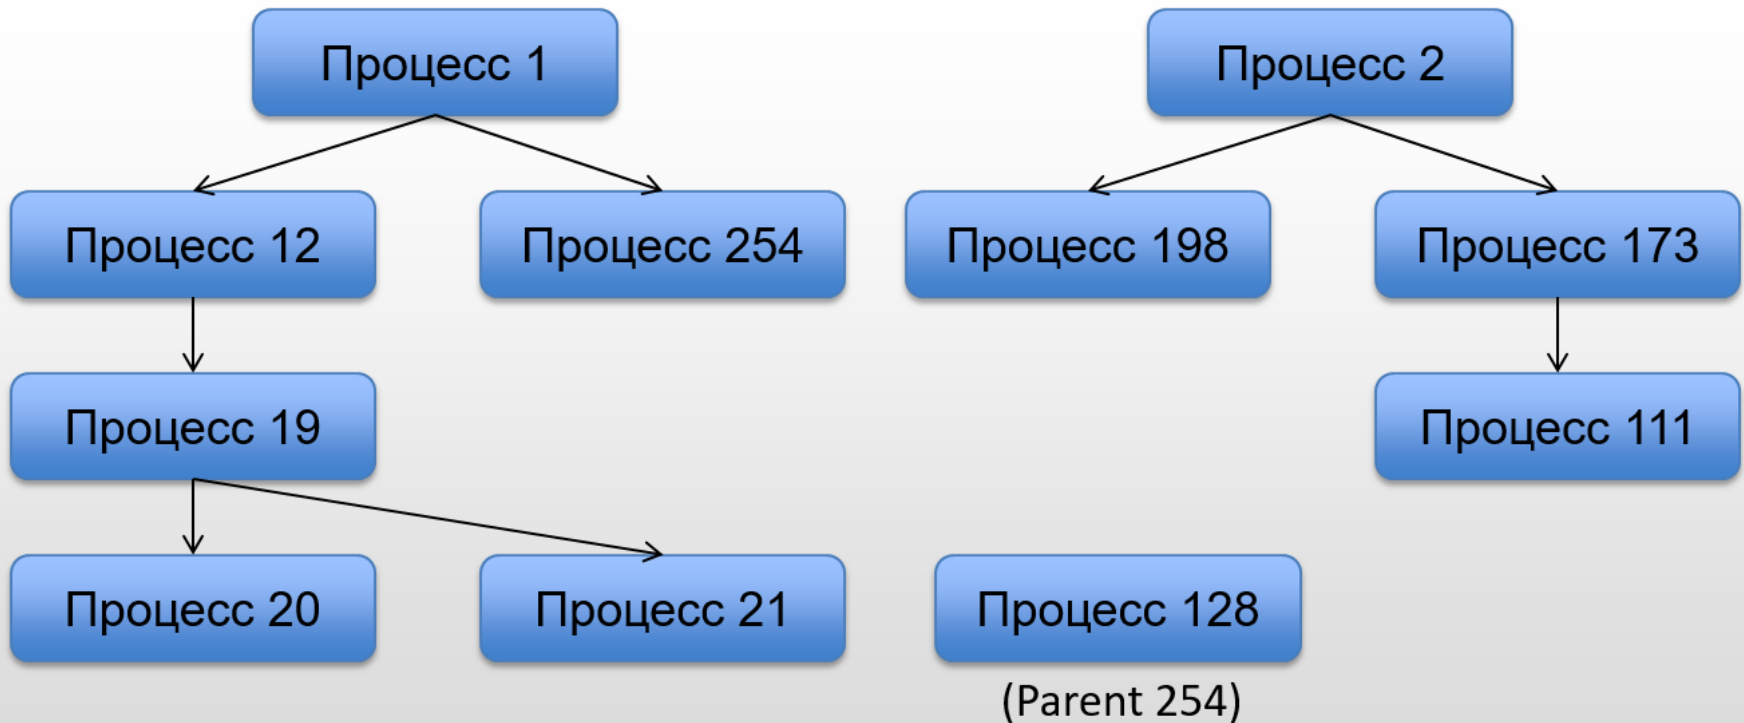 Процесс 1
Процесс 2
Процесс 12
Процесс 254
Процесс 198
Процесс 173
Процесс 19
Процесс 111
Процесс 20
Процесс 21
Процесс 128
(Parent 254)